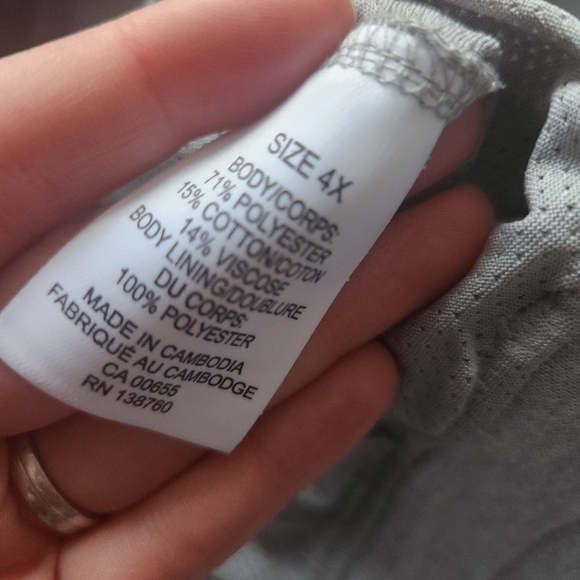 SIZE 4X
BODY/CORPS:
71% POLYESTER
15% COTTON/COTON
14% VISCOSE
BODY LINING/DOUBLURE
DU CORPS:
100% POLYESTER
MADE IN CAMBODIA
FABRIQUÉ AU CAMBODGE
CA 00655
RN 138760